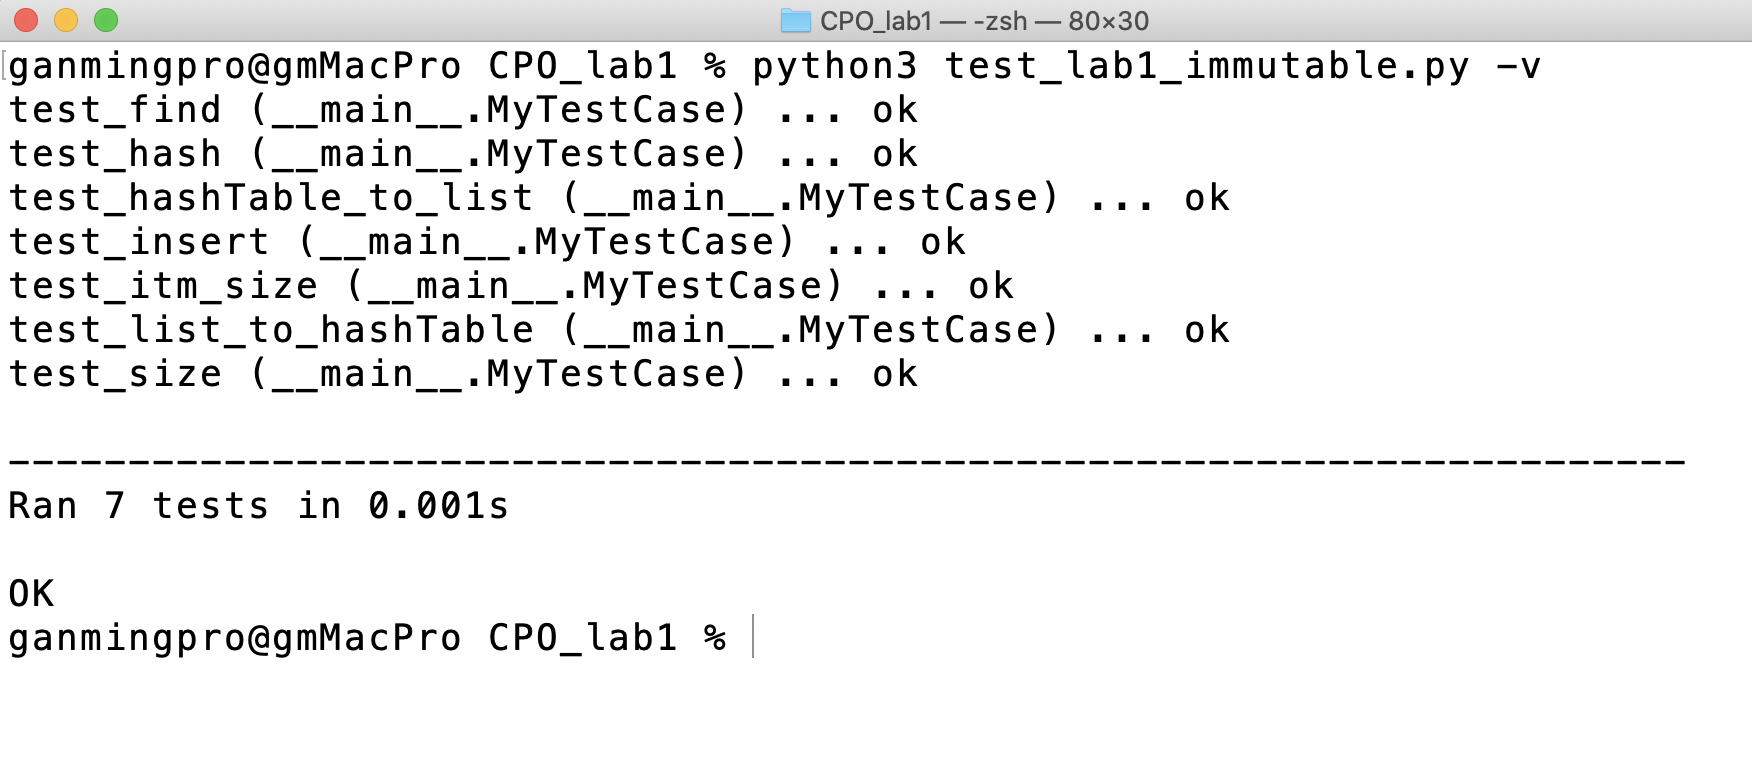 CPO_lab1 — -zsh — 80×30
ganmingpro@gmMacPro CPO_lab1 % python3 test_lab1_immutable.py -v
test_find (__main__.MyTestCase) ... ok
test_hash (__main__.MyTestCase) ... ok
test_hashTable_to_list (__main__.MyTestCase) ... ok
test_insert (__main__.MyTestCase) ... ok
test_itm_size (__main__.MyTestCase) ... ok
test_list_to_hashTable (__main__.MyTestCase) ... ok
test_size (__main__.MyTestCase) ... ok
----------------------------------------------------------------------
Ran 7 tests in 0.001s
OK
ganmingpro@gmMacPro CPO_lab1 %